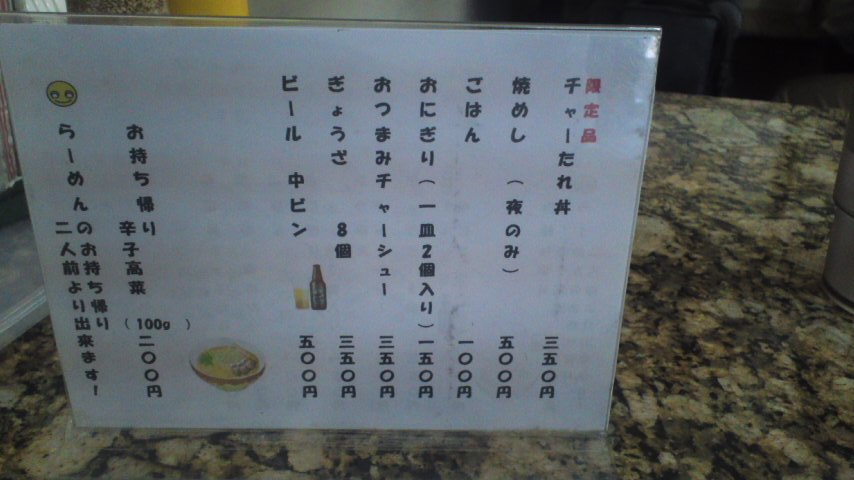 限定品
チャーたれ丼 三五〇円
焼めし (夜のみ) 五〇〇円
ごはん 一〇〇円
おにぎり(一皿2個入り) 一五〇円
おつまみチャーシュー 三五〇円
ぎょうざ 8個 三五〇円
ビール 中ビン 五〇〇円
お持ち帰り 辛子高菜 (100g) 二〇〇円
らーめんのお持ち帰り
二人前より出来ます!